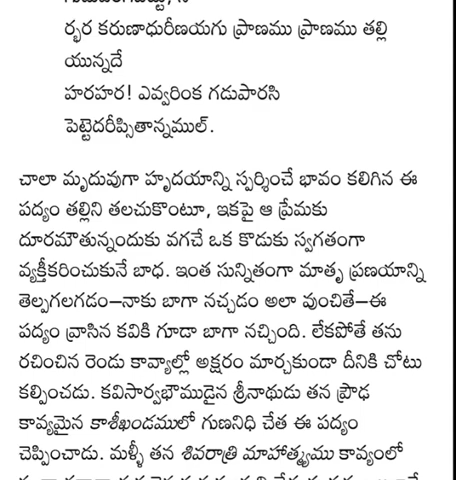 ర్భర కరుణాధురీణయగు ప్రాణము ప్రాణము తల్లి
యున్నదే
హరహర! ఎవ్వరింక గడుపారసి
పెట్టెదరీప్సితాన్నముల్.
చాలా మృదువుగా హృదయాన్ని స్పర్శించే భావం కలిగిన ఈ
పద్యం తల్లిని తలచుకొంటూ, ఇకపై ఆ ప్రేమకు
దూరమౌతున్నందుకు వగచే ఒక కొడుకు స్వగతంగా
వ్యక్తీకరించుకునే బాధ. ఇంత సున్నితంగా మాతృ ప్రణయాన్ని
తెల్పగలగడం—నాకు బాగా నచ్చడం అలా వుంచితే—ఈ
పద్యం వ్రాసిన కవికి గూడా బాగా నచ్చింది. లేకపోతే తను
రచించిన రెండు కావ్యాల్లో అక్షరం మార్చకుండా దీనికి చోటు
కల్పించడు. కవిసార్వభౌముడైన శ్రీనాథుడు తన ప్రౌఢ
కావ్యమైన కాశీఖండములో గుణనిధి చేత ఈ పద్యం
చెప్పించాడు. మళ్ళీ తన శివరాత్రి మాహాత్మ్యము కావ్యంలో